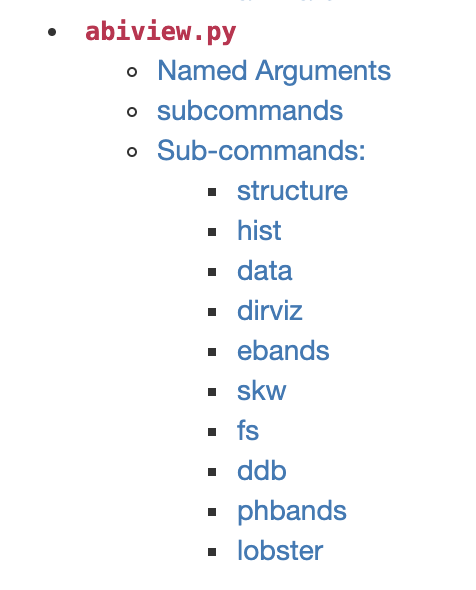 abiview.py
Named Arguments
subcommands
Sub-commands:
structure
hist
data
dirviz
ebands
skw
fs
ddb
phbands
lobster